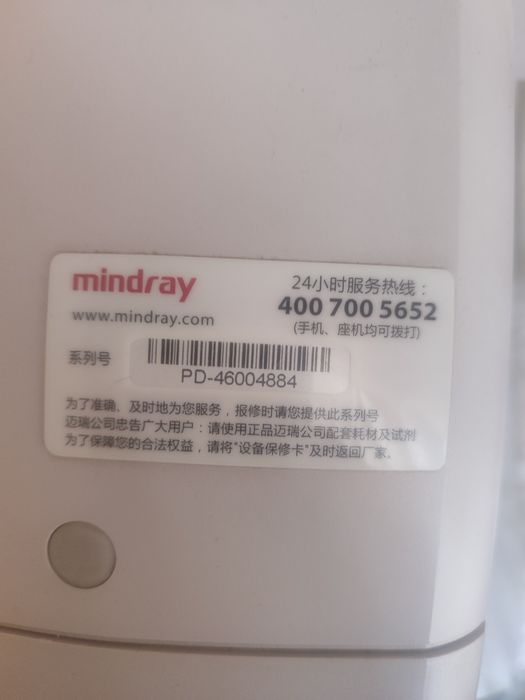 mindray
www.mindray.com
24小时服务热线：
400 700 5652
(手机、座机均可拨打)
系列号
PD-46004884
为了准确、及时地为您服务，报修时请您提供此系列号
迈瑞公司忠告广大用户：请使用正品迈瑞公司配套耗材及试剂
为了保障您的合法权益，请将"设备保修卡"及时返回厂家。